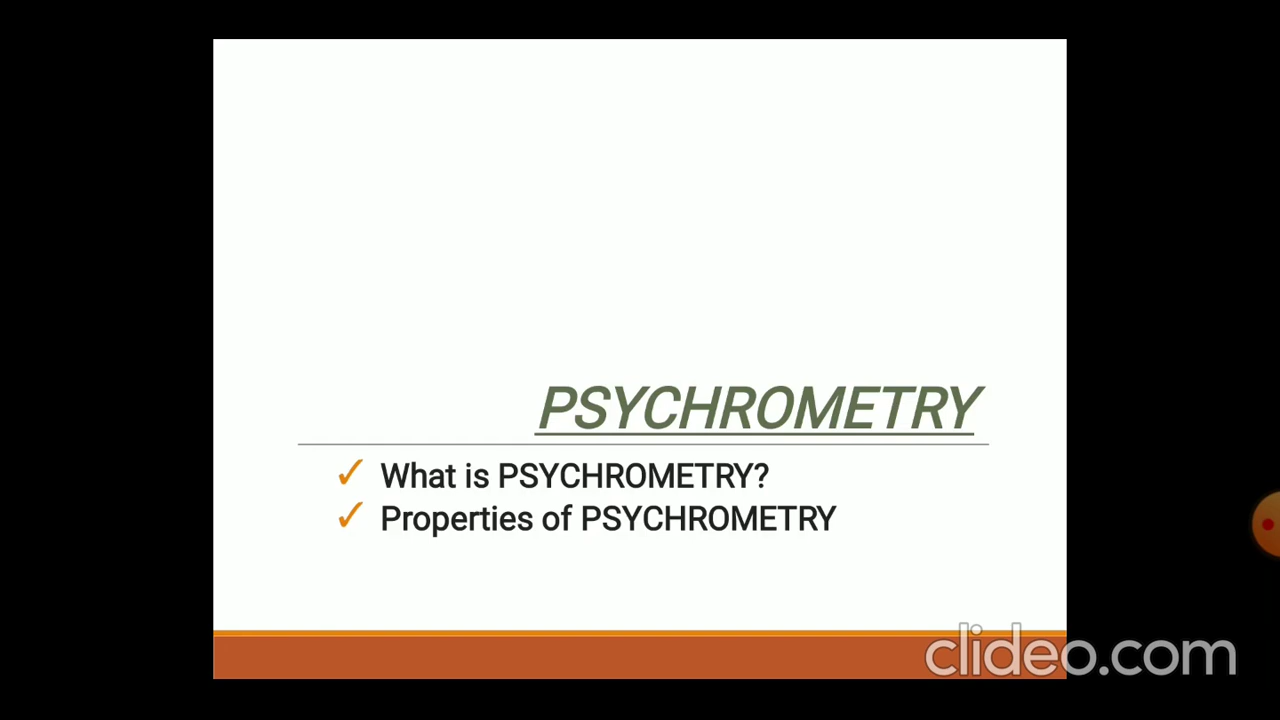 PSYCHROMETRY
✓ What is PSYCHROMETRY?
✓ Properties of PSYCHROMETRY
clideo.com